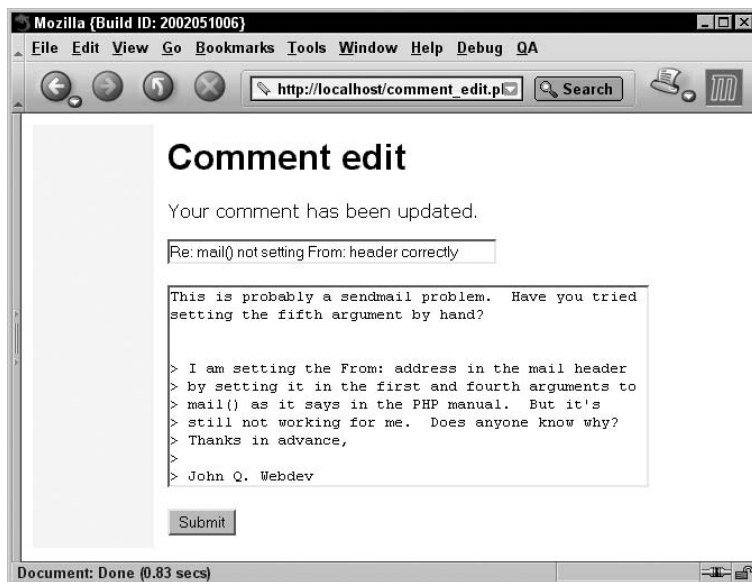 Mozilla {Build ID: 2002051006}
File Edit View Go Bookmarks Tools Window Help Debug QA
http://localhost/comment_edit.pl
Search
Comment edit
Your comment has been updated.
Re: mail() not setting From: header correctly
This is probably a sendmail problem.  Have you tried
setting the fifth argument by hand?
> I am setting the From: address in the mail header
> by setting it in the first and fourth arguments to
> mail() as it says in the PHP manual.  But it's
> still not working for me.  Does anyone know why?
> Thanks in advance,
>
> John Q. Webdev
Submit
Document: Done (0.83 secs)